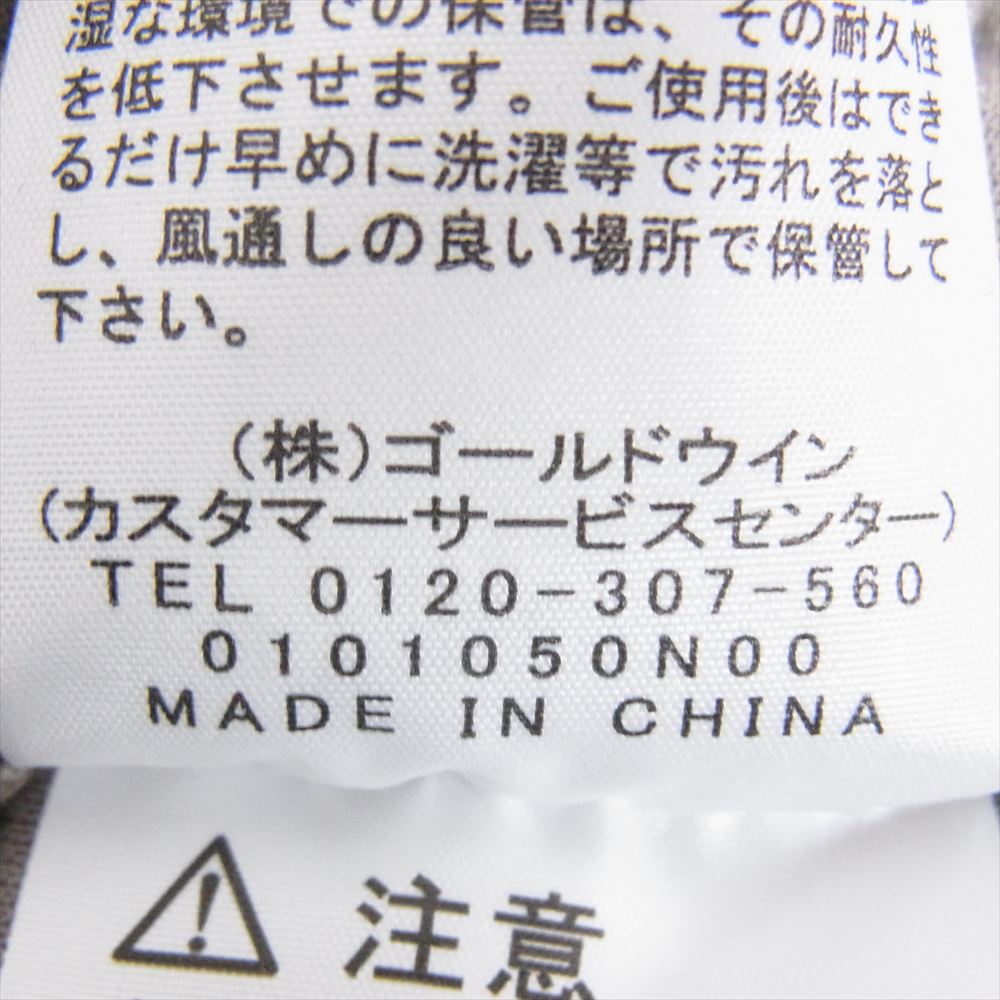 湿な環境での保管は、その耐久性
を低下させます。ご使用後はでき
るだけ早めに洗濯等で汚れを落と
し、風通しの良い場所で保管して
下さい。
(株)ゴールドウイン
(カスタマーサービスセンター)
TEL 0120-307-560
0101050N00
MADE IN CHINA
注意